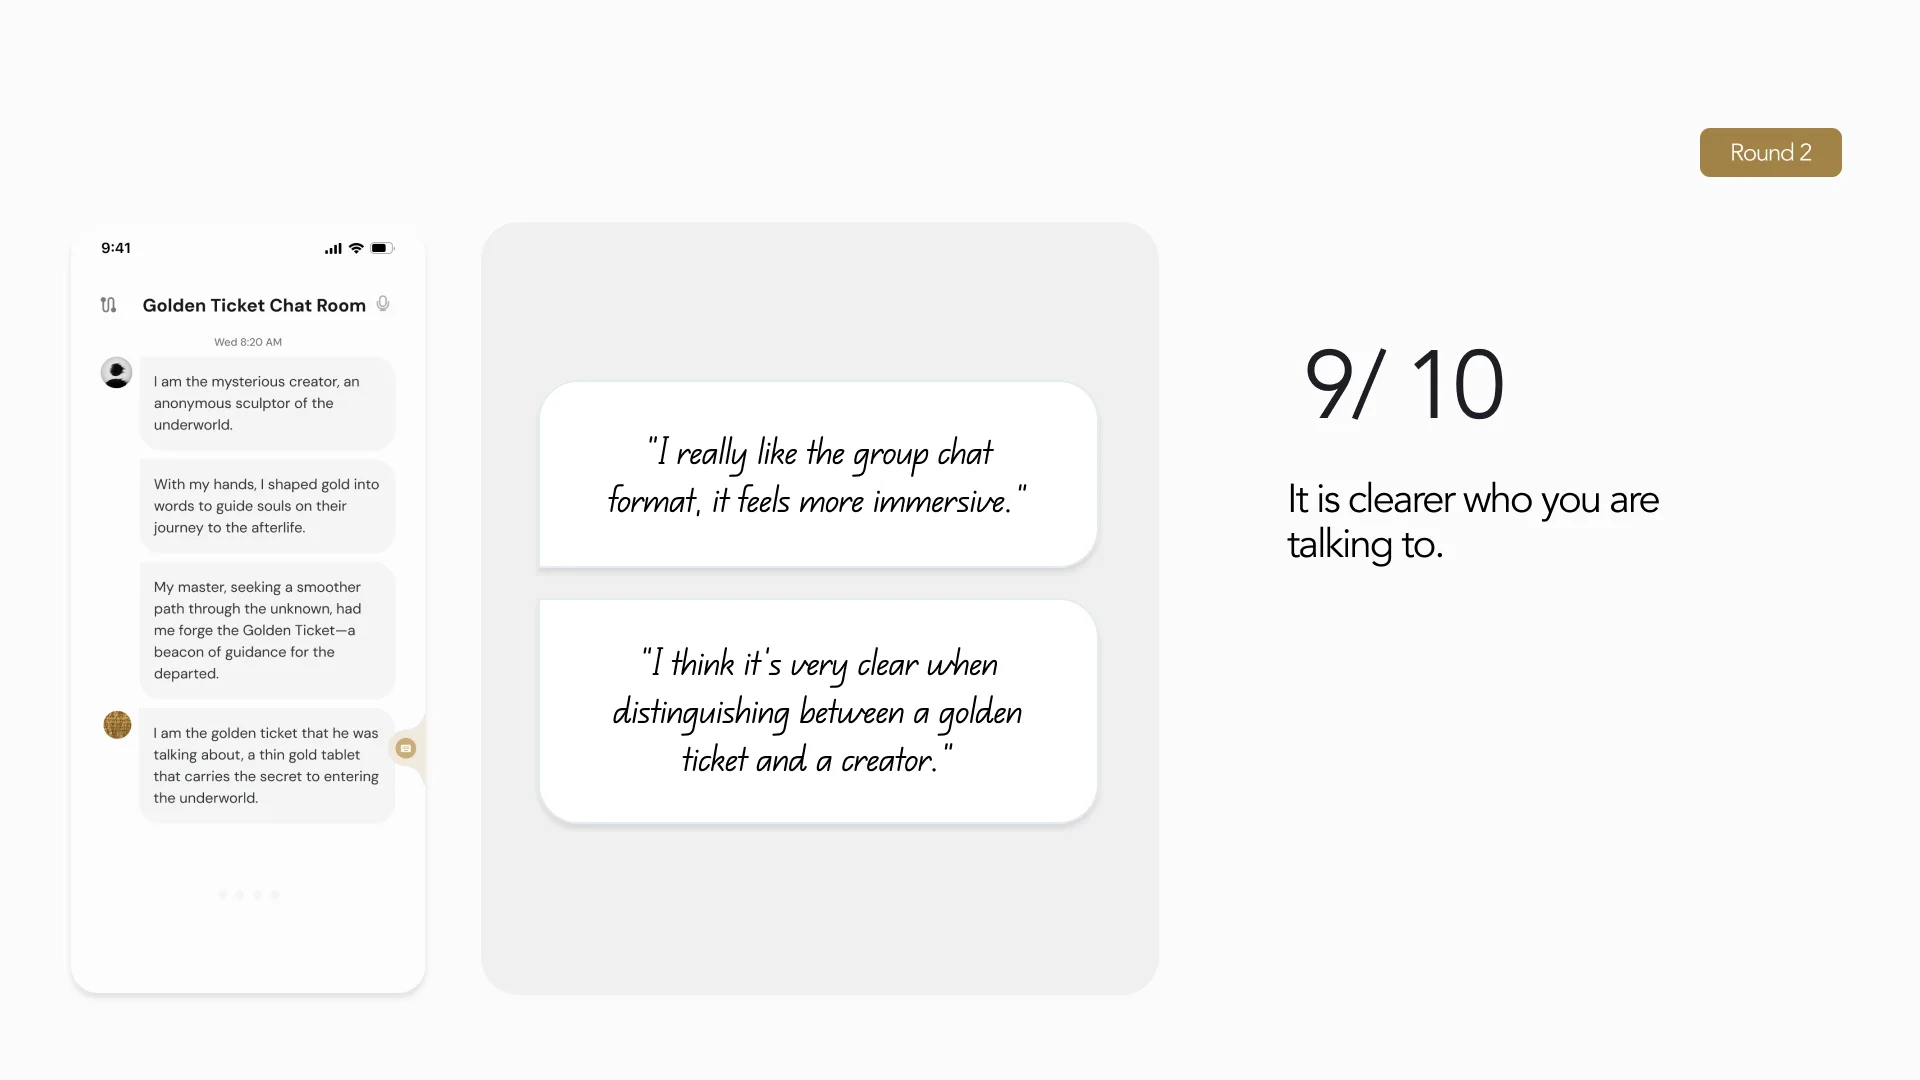 Round 2
9:41
Golden Ticket Chat Room
Wed 8:20 AM
I am the mysterious creator, an
anonymous sculptor of the
underworld.
With my hands, I shaped gold into
words to guide souls on their
journey to the afterlife.
My master, seeking a smoother
path through the unknown, had
me forge the Golden Ticket—a
beacon of guidance for the
departed.
I am the golden ticket that he was
talking about, a thin gold tablet
that carries the secret to entering
the underworld.
"I really like the group chat
format, it feels more immersive."
"I think it's very clear when
distinguishing between a golden
ticket and a creator."
9/ 10
It is clearer who you are
talking to.